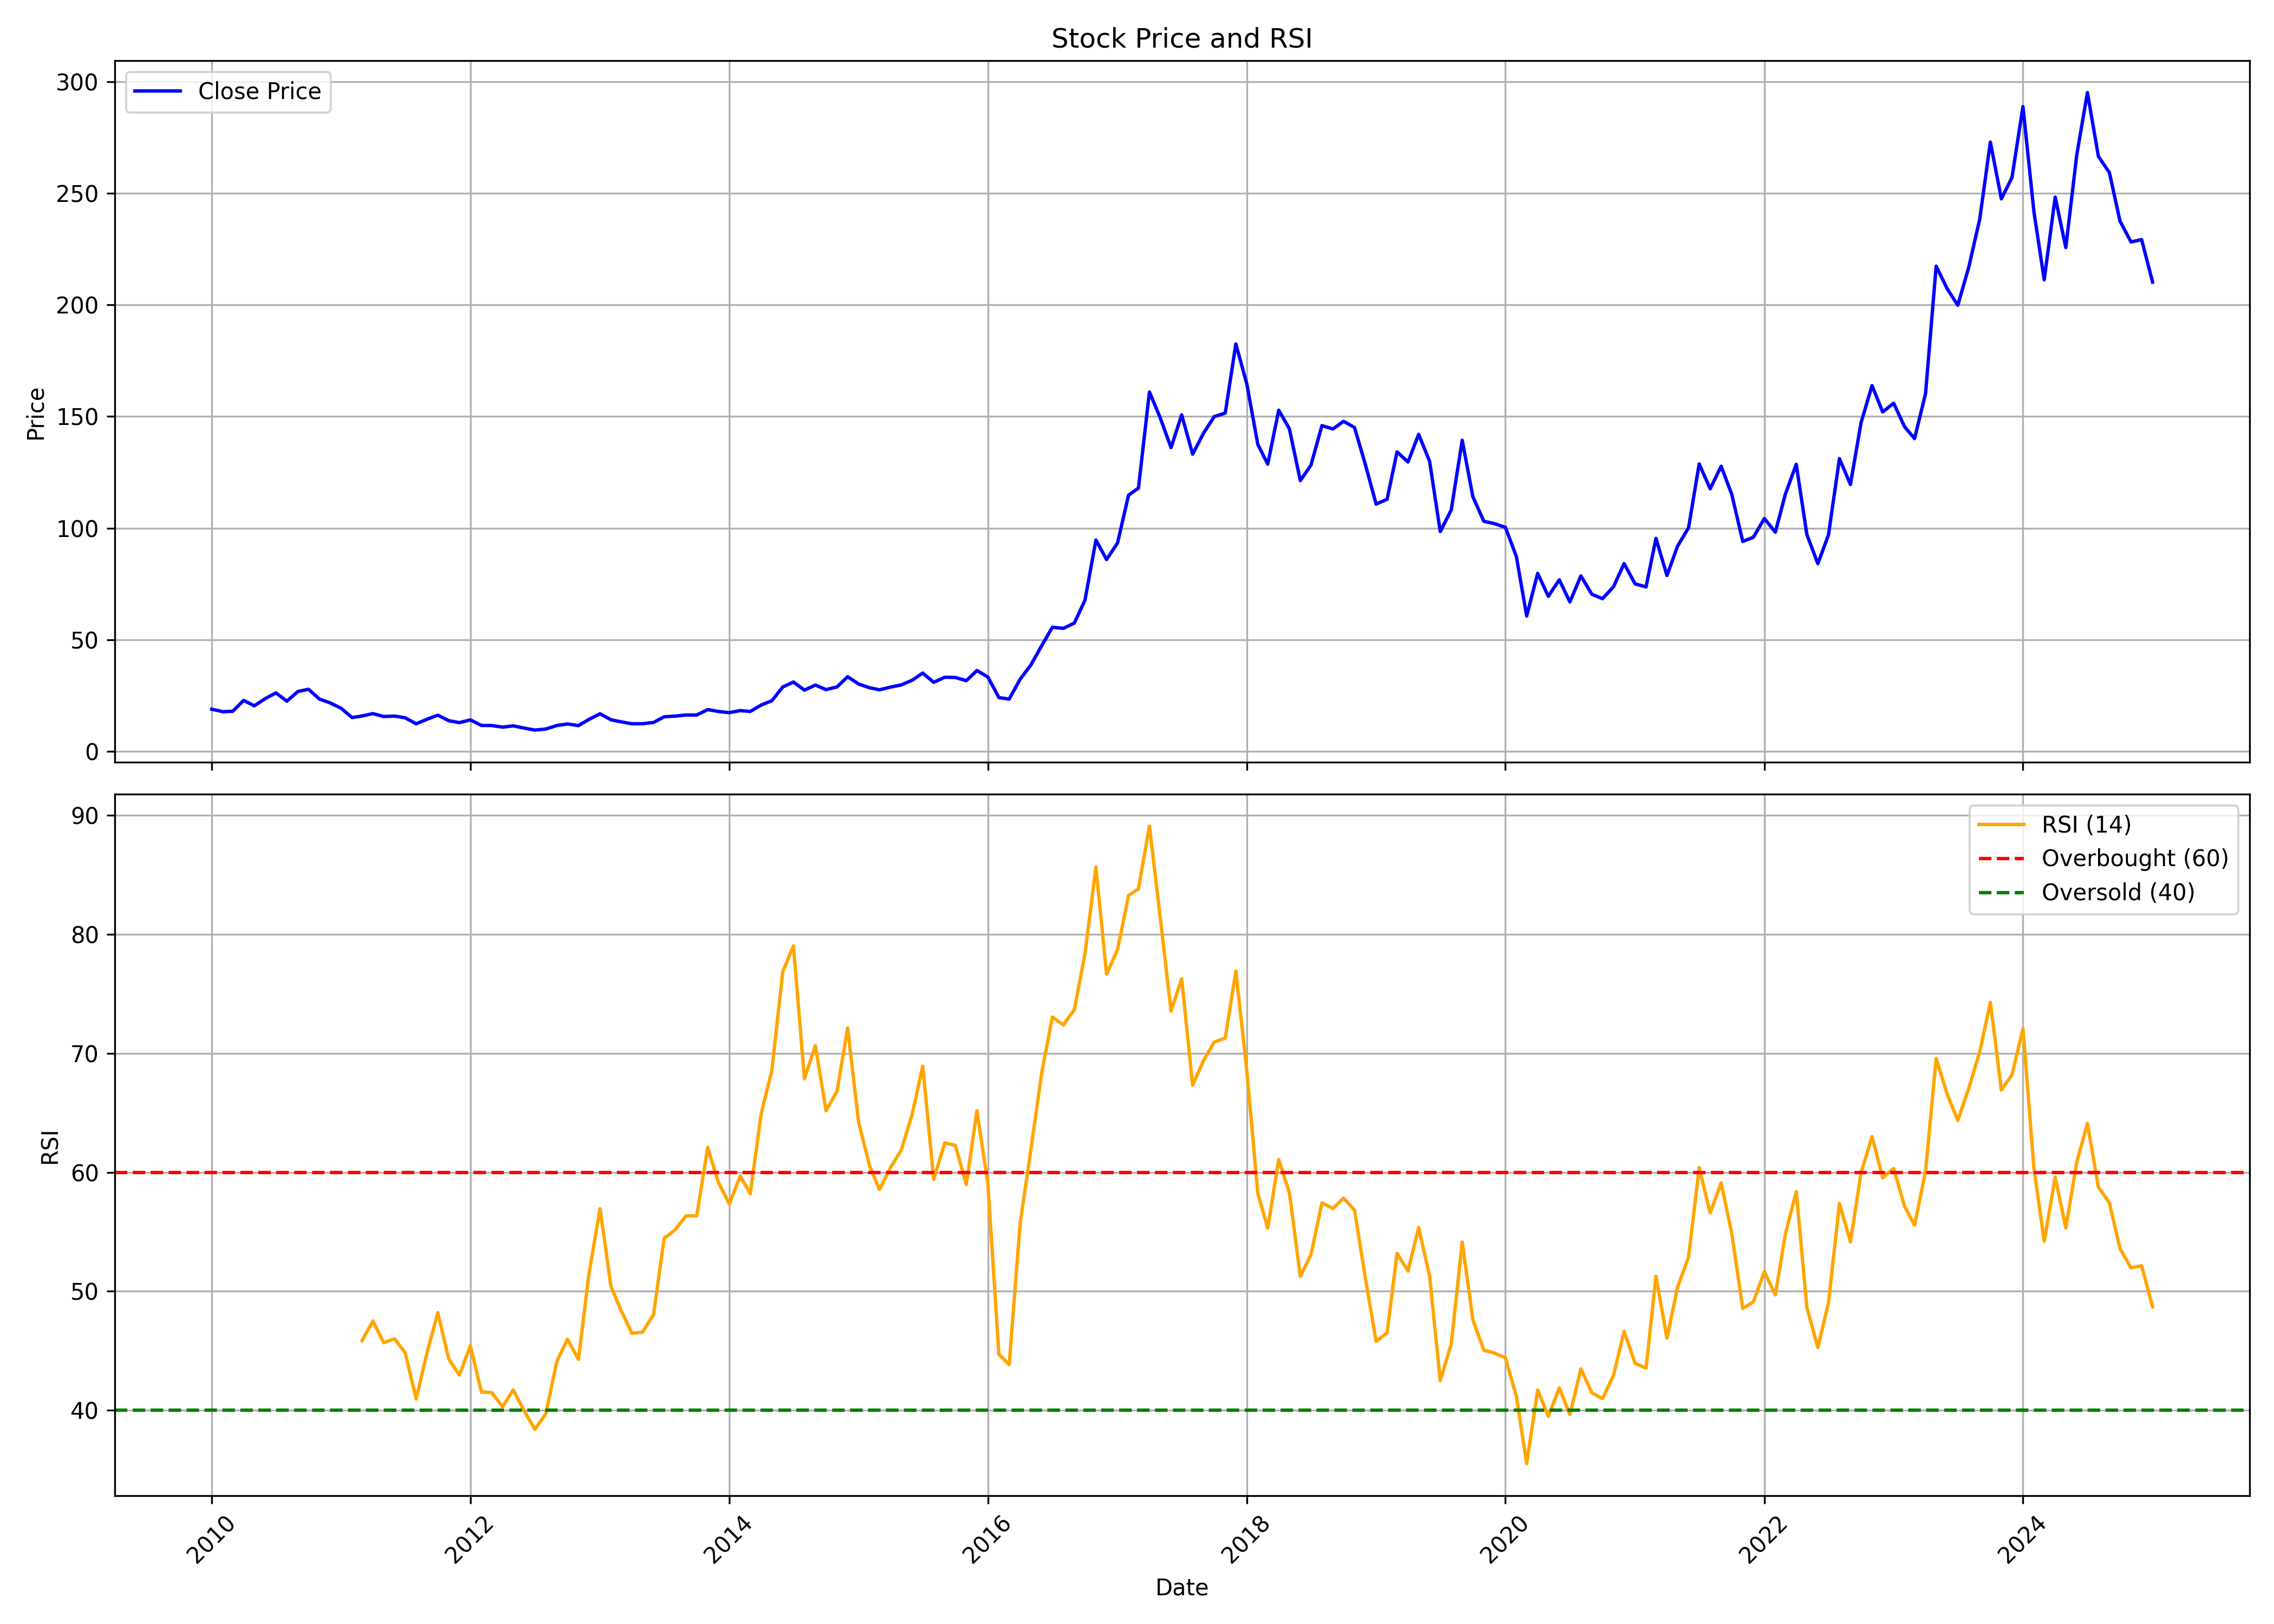 Stock Price and RSI
Close Price
300
250
200
150
100
50
0
Price
RSI (14)
Overbought (60)
Oversold (40)
90
80
70
60
50
40
RSI
2010
2012
2014
2016
2018
2020
2022
2024
Date